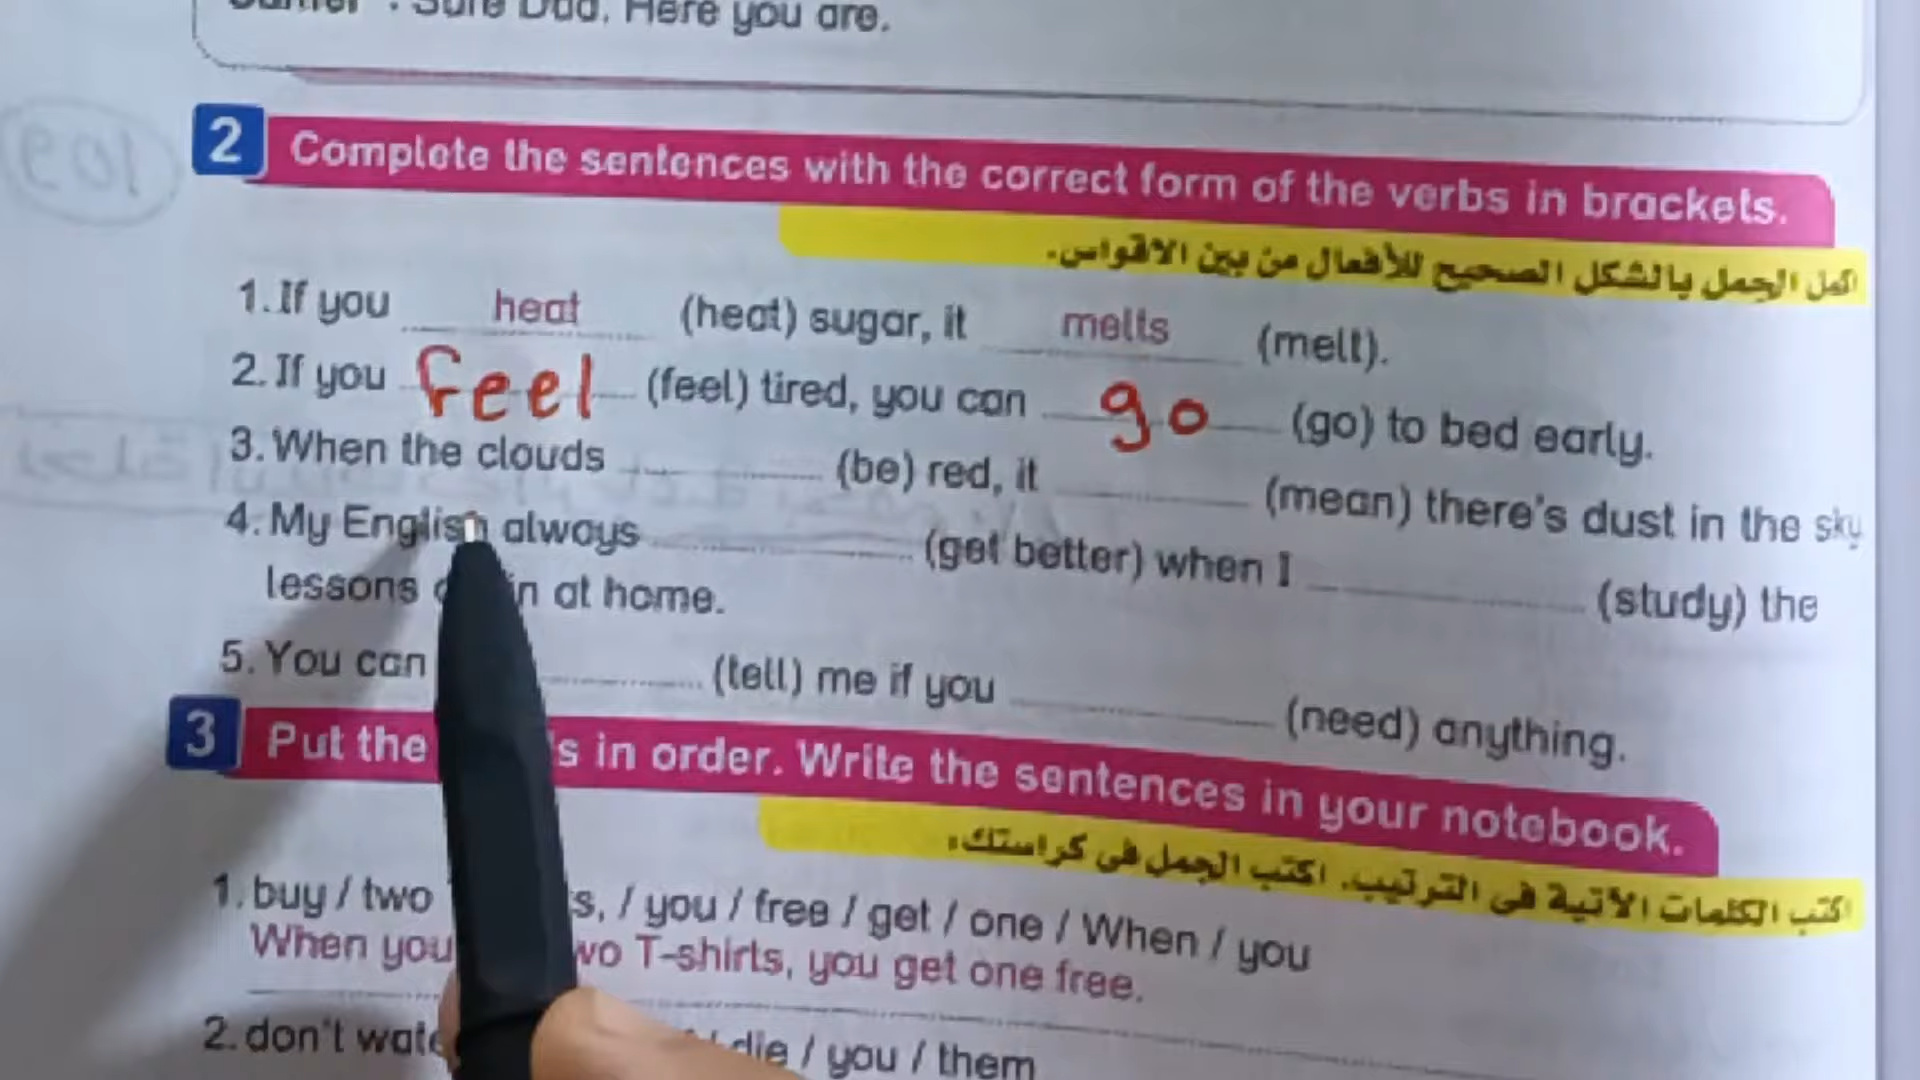 Sure Dad. Here you are.
2 Complete the sentences with the correct form of the verbs in brackets.
اكمل الجمل بالشكل الصحيح للأفعال من بين الاقواس.
1. If you heat (heat) sugar, it melts (melt).
2. If you feel (feel) tired, you can go (go) to bed early.
3. When the clouds (be) red, it (mean) there's dust in the sky
4. My English always (get better) when I (study) the
lessons at home.
5. You can (tell) me if you (need) anything.
3 Put the in order. Write the sentences in your notebook.
اكتب الكلمات الآتية فى الترتيب. اكتب الجمل فى كراستك.
1. buy / two / you / free / get / one / When / you
When you T-shirts, you get one free.
2. don't die / you / them